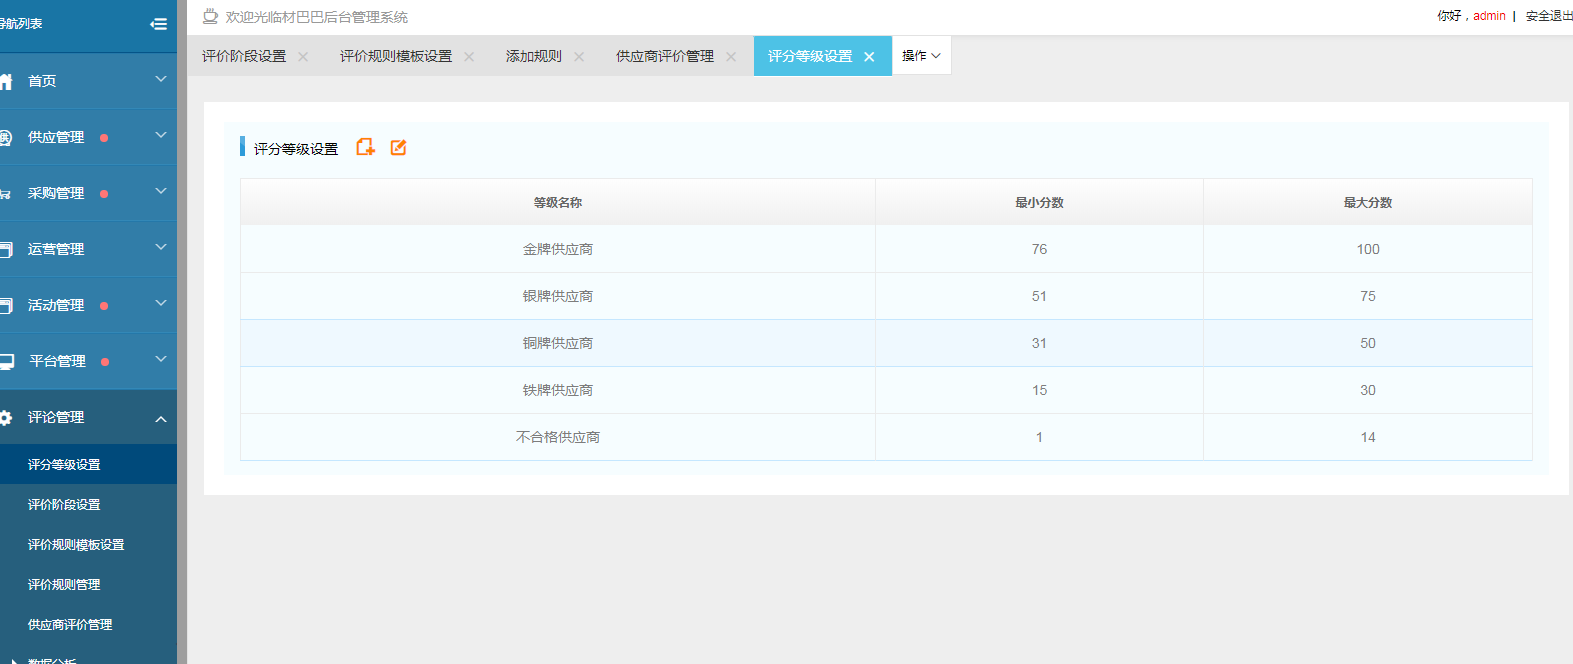 导航列表
欢迎光临材巴巴后台管理系统
你好，admin | 安全退出
评价阶段设置 评价规则模板设置 添加规则 供应商评价管理 评分等级设置 操作
首页
供应管理
采购管理
运营管理
活动管理
平台管理
评论管理
评分等级设置
评价阶段设置
评价规则模板设置
评价规则管理
供应商评价管理
数据分析
评分等级设置
等级名称 最小分数 最大分数
金牌供应商 76 100
银牌供应商 51 75
铜牌供应商 31 50
铁牌供应商 15 30
不合格供应商 1 14